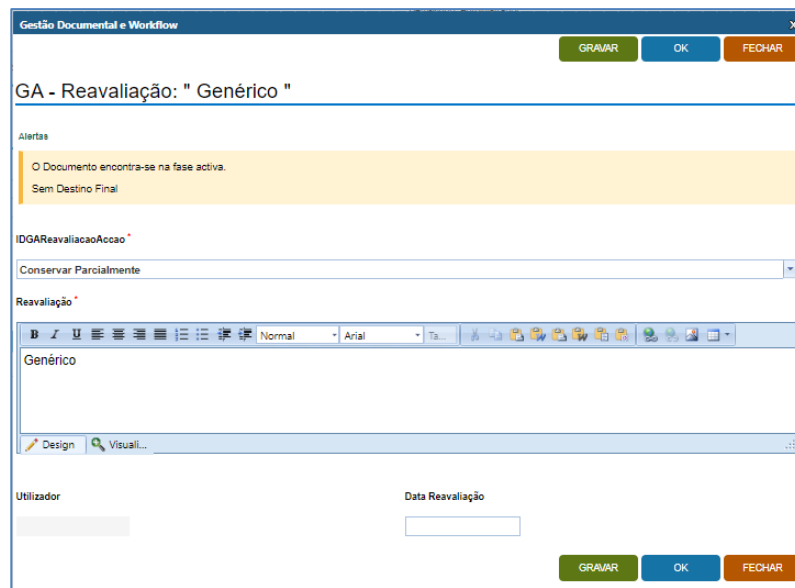 Gestão Documental e Workflow x
GRAVAR OK FECHAR
GA - Reavaliação: " Genérico "
Alertas
O Documento encontra-se na fase activa.
Sem Destino Final
IDGAReavaliacaoAccao *
Conservar Parcialmente
Reavaliação *
B I U Normal Arial Ta...
Genérico
Design Visuali...
Utilizador Data Reavaliação
GRAVAR OK FECHAR